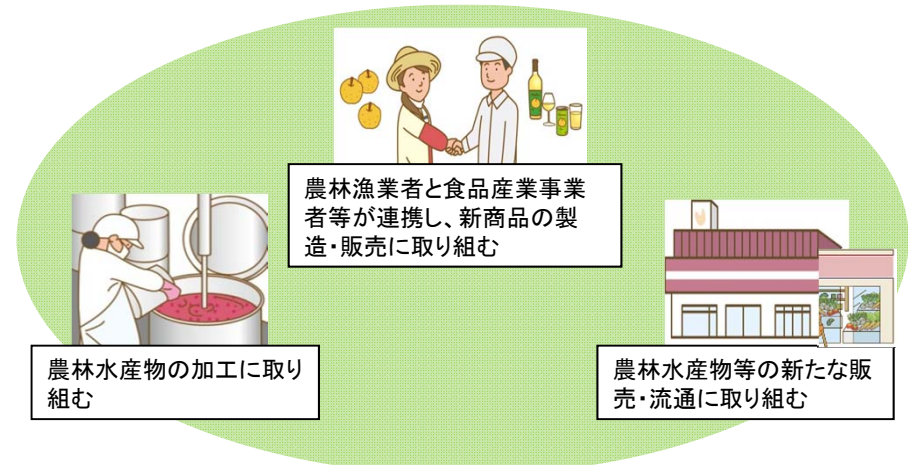 農林漁業者と食品産業事業
者等が連携し、新商品の製
造・販売に取り組む
農林水産物の加工に取り
組む
農林水産物等の新たな販
売・流通に取り組む